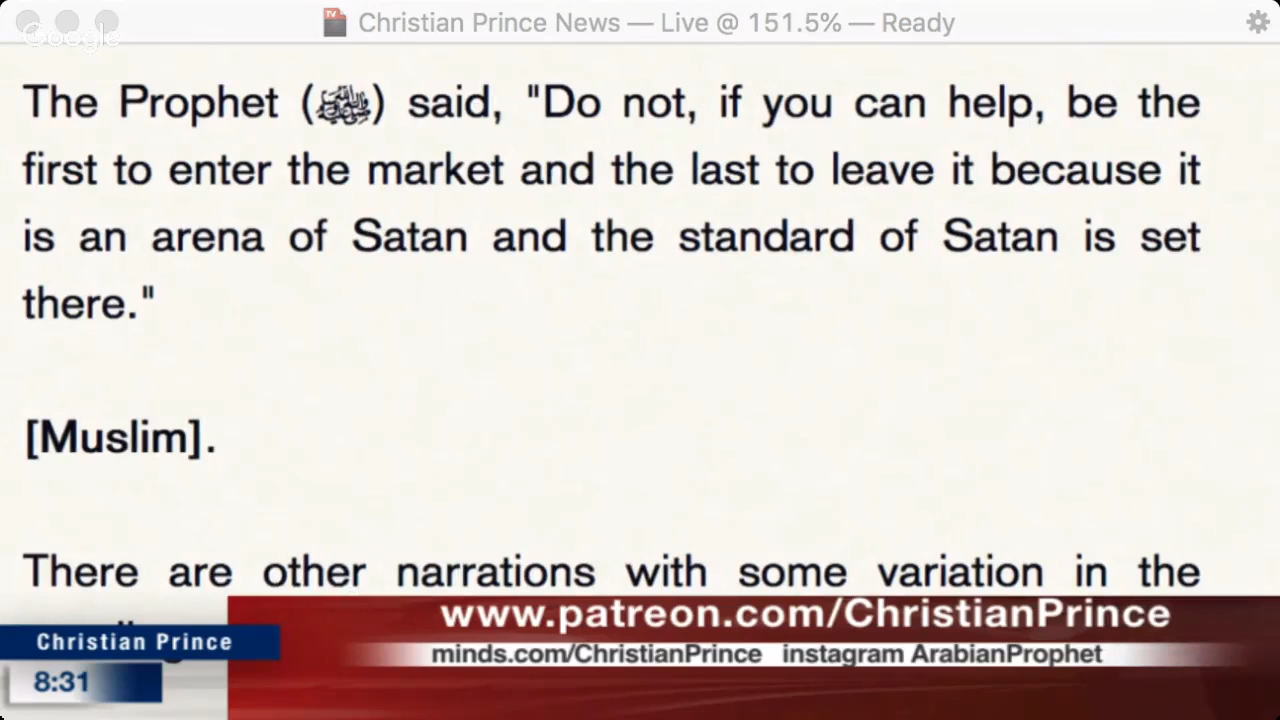 Christian Prince News — Live @ 151.5% — Ready
Google
The Prophet (ﷺ) said, "Do not, if you can help, be the
first to enter the market and the last to leave it because it
is an arena of Satan and the standard of Satan is set
there."
[Muslim].
There are other narrations with some variation in the
www.patreon.com/ChristianPrince
Christian Prince
minds.com/ChristianPrince instagram ArabianProphet
8:31